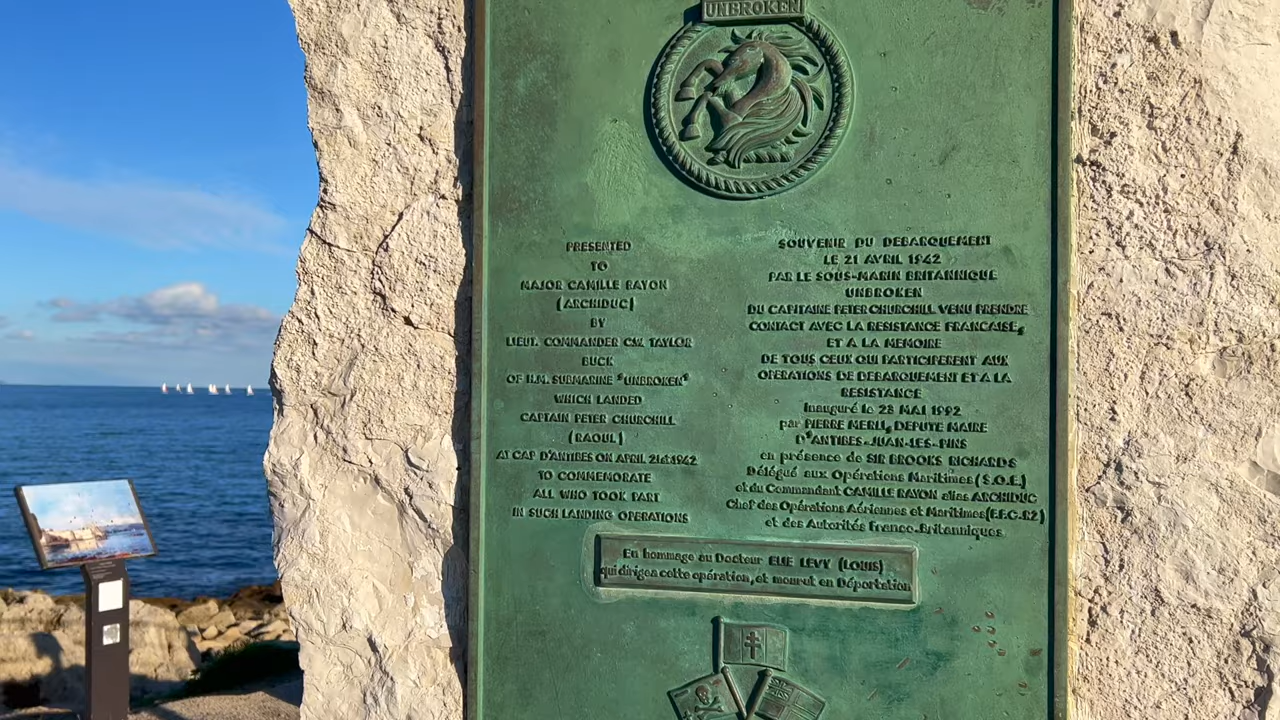 UNBROKEN
PRESENTED
TO
MAJOR CAMILLE RAYON
(ARCHIDUC)
BY
LIEUT. COMMANDER C.W. TAYLOR
BUCK
OF H.M. SUBMARINE "UNBROKEN"
WHICH LANDED
CAPTAIN PETER CHURCHILL
(RAOUL)
AT CAP D'ANTIBES ON APRIL 21st 1942
TO COMMEMORATE
ALL WHO TOOK PART
IN SUCH LANDING OPERATIONS
SOUVENIR DU DEBARQUEMENT
LE 21 AVRIL 1942
PAR LE SOUS-MARIN BRITANNIQUE
UNBROKEN
DU CAPITAINE PETER CHURCHILL VENU PRENDRE
CONTACT AVEC LA RESISTANCE FRANCAISE,
ET A LA MEMOIRE
DE TOUS CEUX QUI PARTICIPERENT AUX
OPERATIONS DE DEBARQUEMENT ET A LA
RESISTANCE
Inauguré le 23 MAI 1992
par PIERRE MERLI, DEPUTE MAIRE
D'ANTIBES-JUAN-LES-PINS
en présence de SIR BROOKS RICHARDS
Délégué aux Opérations Maritimes (S.O.E.)
et du Commandant CAMILLE RAYON alias ARCHIDUC
Chef des Opérations Aériennes et Maritimes (F.F.C-R2)
et des Autorités Franco-Britanniques
En hommage au Docteur ELIE LEVY (LOUIS)
qui dirigea cette opération, et mourut en Déportation